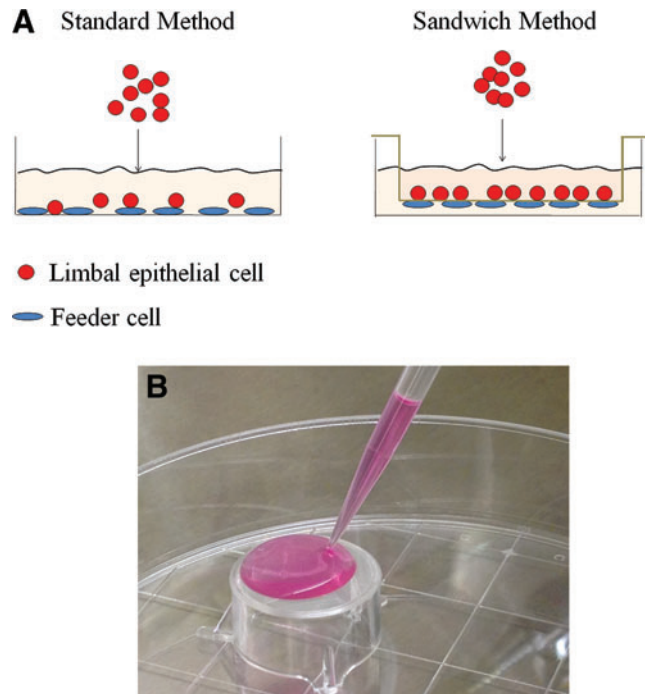 A
Standard Method
Sandwich Method
Limbal epithelial cell
Feeder cell
B